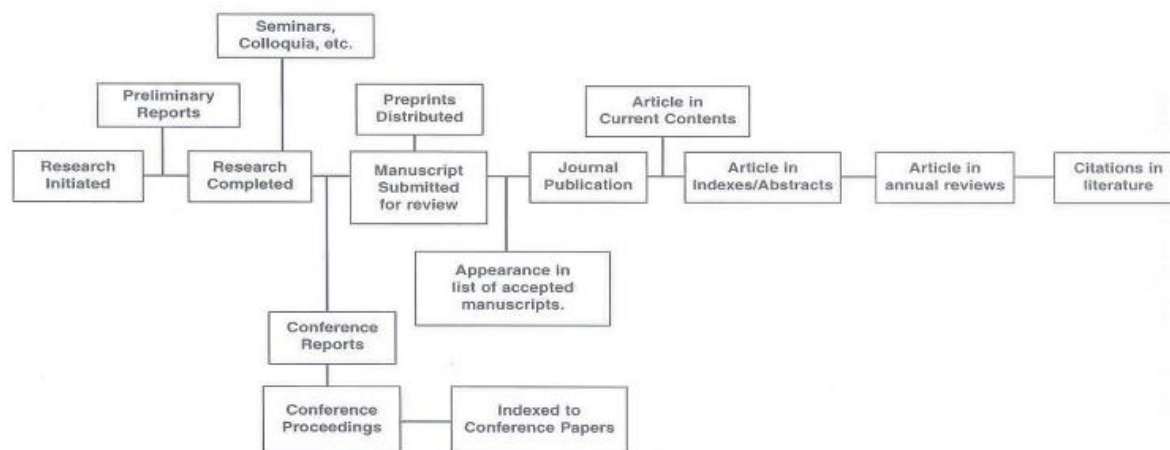 Seminars,
Colloquia, etc.
Preliminary
Reports
Preprints
Distributed
Article in
Current Contents
Research
Initiated
Research
Completed
Manuscript
Submitted
for review
Journal
Publication
Article in
Indexes/Abstracts
Article in
annual reviews
Citations in
literature
Appearance in
list of accepted
manuscripts.
Conference
Reports
Conference
Proceedings
Indexed to
Conference Papers